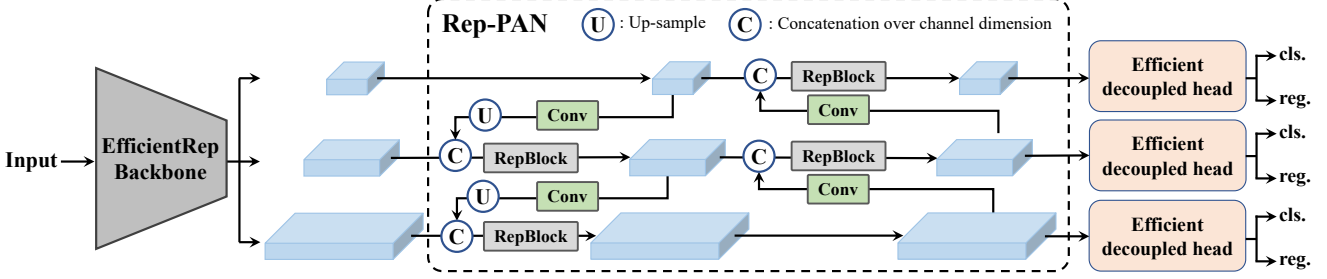 Rep-PAN
U : Up-sample
C : Concatenation over channel dimension
Input
EfficientRep
Backbone
C
RepBlock
Efficient
decoupled head
cls.
reg.
U
Conv
Conv
C
RepBlock
C
RepBlock
Efficient
decoupled head
cls.
reg.
U
Conv
Conv
C
RepBlock
Efficient
decoupled head
cls.
reg.